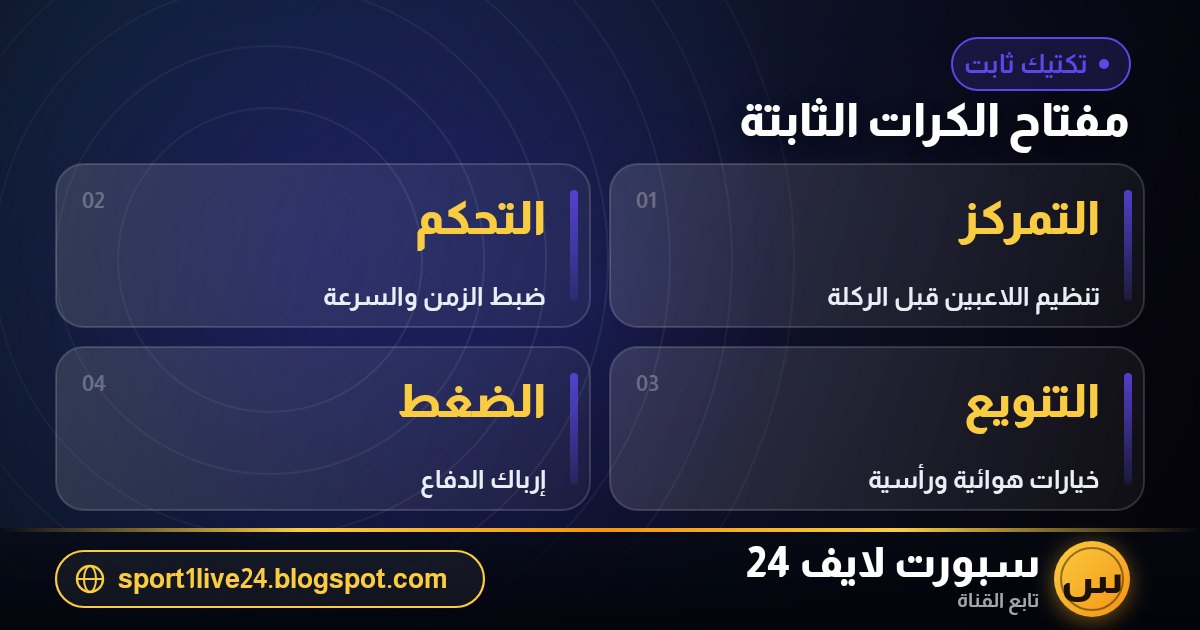 تكتيك ثابت
مفتاح الكرات الثابتة
01
التمركز
تنظيم اللاعبين قبل الركلة
02
التحكم
ضبط الزمن والسرعة
03
التنويع
خيارات هوائية ورأسية
04
الضغط
إرباك الدفاع
س
سبورت لايف 24
تابع القناة
sport1live24.blogspot.com